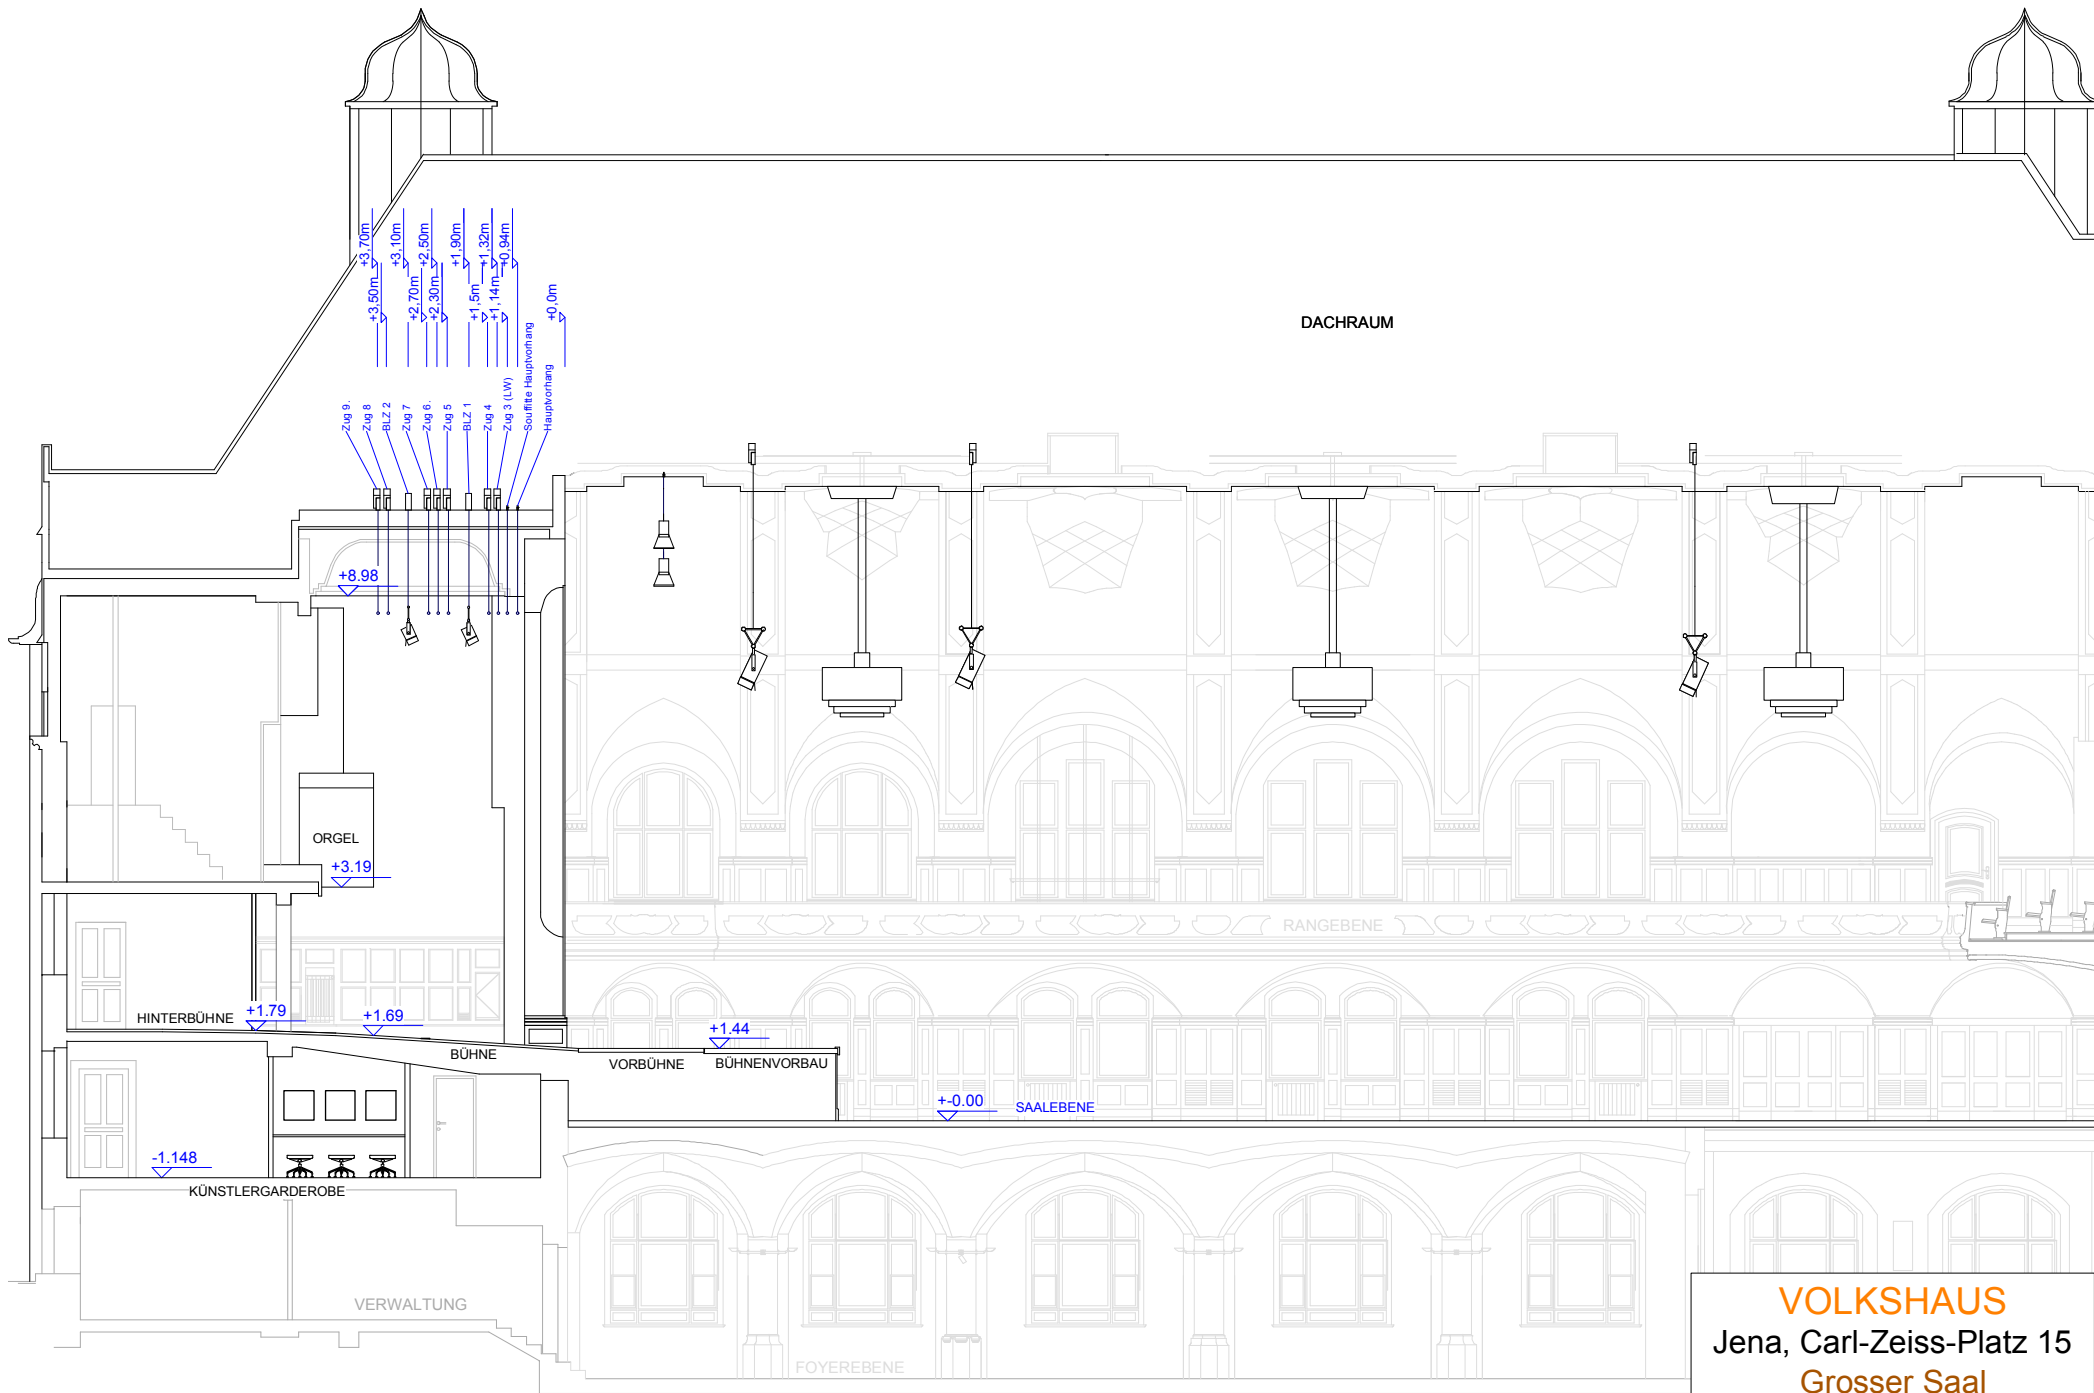 +3,70m
+3,10m
+2,50m
+1,90m
+1,32m
+0,94m
+3,50m
+2,70m
+2,30m
+1,5m
+1,14m
+0,0m
DACHRAUM
Zug 9.
Zug 8
BLZ 2
Zug 7
Zug 6.
Zug 5
BLZ 1
Zug 4
Zug 3 (LW)
Souffitte Hauptvorhang
Hauptvorhang
+8.98
ORGEL
+3.19
RANGEBENE
HINTERBÜHNE
+1.79
+1.69
BÜHNE
+1.44
VORBÜHNE
BÜHNENVORBAU
+-0.00
SAALEBENE
-1.148
KÜNSTLERGARDEROBE
VERWALTUNG
FOYEREBENE
VOLKSHAUS
Jena, Carl-Zeiss-Platz 15
Grosser Saal